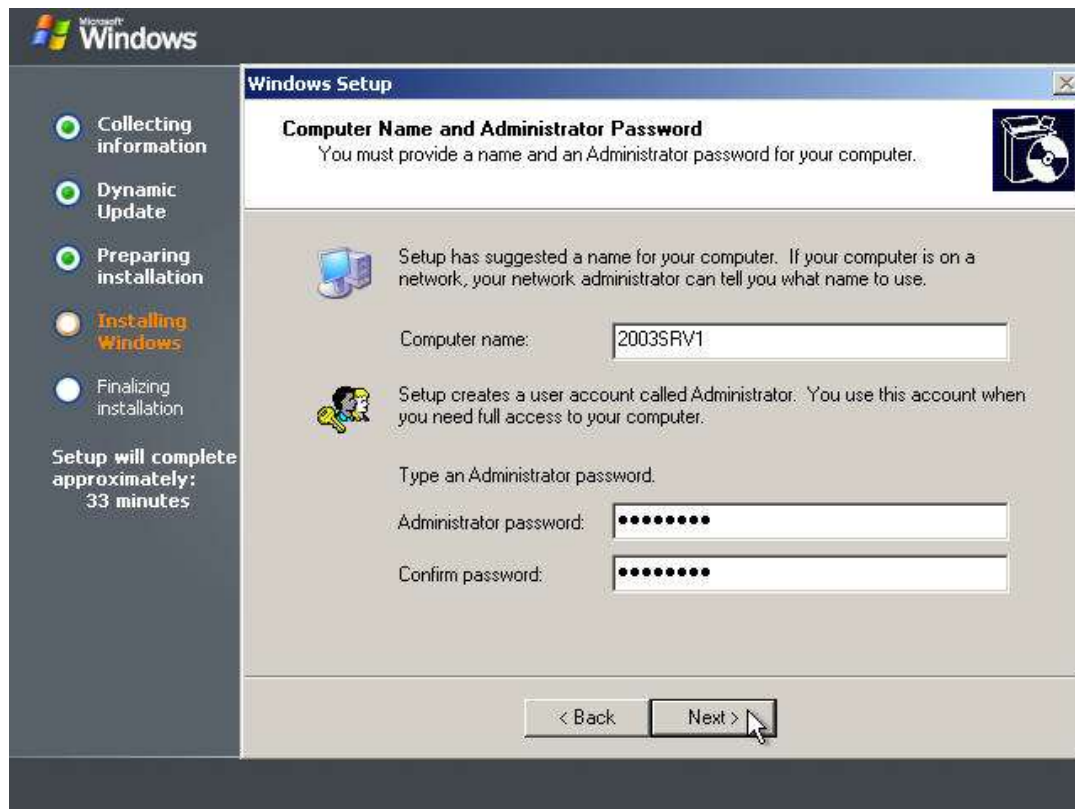 Microsoft
Windows
Collecting
information
Dynamic
Update
Preparing
installation
Installing
Windows
Finalizing
installation
Setup will complete
approximately:
33 minutes
Windows Setup
Computer Name and Administrator Password
You must provide a name and an Administrator password for your computer.
Setup has suggested a name for your computer. If your computer is on a
network, your network administrator can tell you what name to use.
Computer name: 2003SRV1
Setup creates a user account called Administrator. You use this account when
you need full access to your computer.
Type an Administrator password.
Administrator password: ●●●●●●●●
Confirm password: ●●●●●●●●
< Back Next >